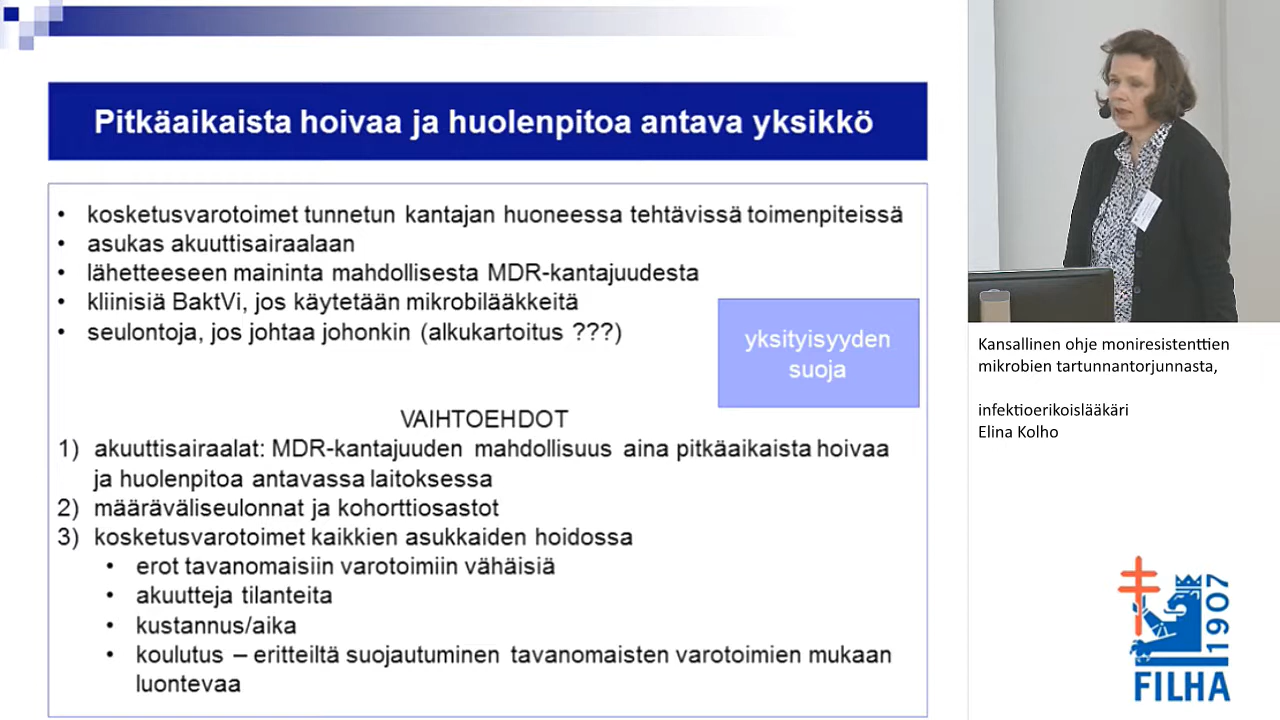 Pitkäaikaista hoivaa ja huolenpitoa antava yksikkö
• kosketusvarotoimet tunnetun kantajan huoneessa tehtävissä toimenpiteissä
• asukas akuuttisairaalaan
• lähetteeseen maininta mahdollisesta MDR-kantajuudesta
• kliinisiä BaktVi, jos käytetään mikrobilääkkeitä
• seulontoja, jos johtaa johonkin (alkukartoitus ???)
yksityisyyden
suoja
VAIHTOEHDOT
1) akuuttisairaalat: MDR-kantajuuden mahdollisuus aina pitkäaikaista hoivaa
ja huolenpitoa antavassa laitoksessa
2) määräväliseulonnat ja kohorttiosastot
3) kosketusvarotoimet kaikkien asukkaiden hoidossa
• erot tavanomaisiin varotoimiin vähäisiä
• akuutteja tilanteita
• kustannus/aika
• koulutus – eritteiltä suojautuminen tavanomaisten varotoimien mukaan
luontevaa
Kansallinen ohje moniresistenttien
mikrobien tartunnantorjunnasta,
infektioerikoislääkäri
Elina Kolho
1907
FILHA